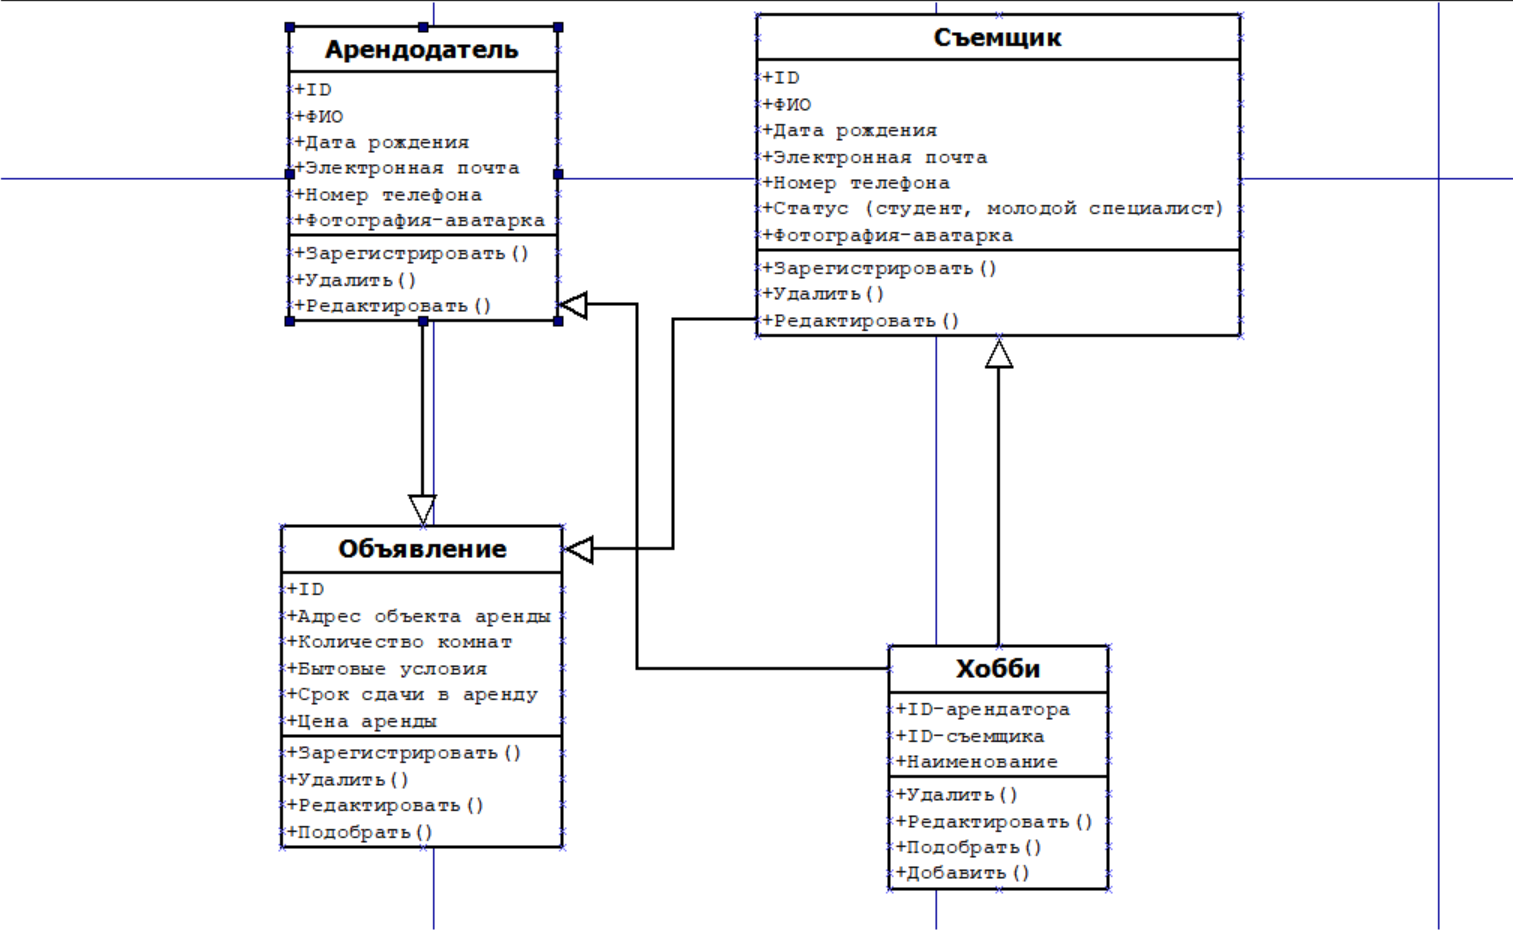 Арендодатель
+ID
+ФИО
+Дата рождения
+Электронная почта
+Номер телефона
+Фотография-аватарка
+Зарегистрировать()
+Удалить()
+Редактировать()
Съемщик
+ID
+ФИО
+Дата рождения
+Электронная почта
+Номер телефона
+Статус (студент, молодой специалист)
+Фотография-аватарка
+Зарегистрировать()
+Удалить()
+Редактировать()
Объявление
+ID
+Адрес объекта аренды
+Количество комнат
+Бытовые условия
+Срок сдачи в аренду
+Цена аренды
+Зарегистрировать()
+Удалить()
+Редактировать()
+Подобрать()
Хобби
+ID-арендатора
+ID-съемщика
+Наименование
+Удалить()
+Редактировать()
+Подобрать()
+Добавить()